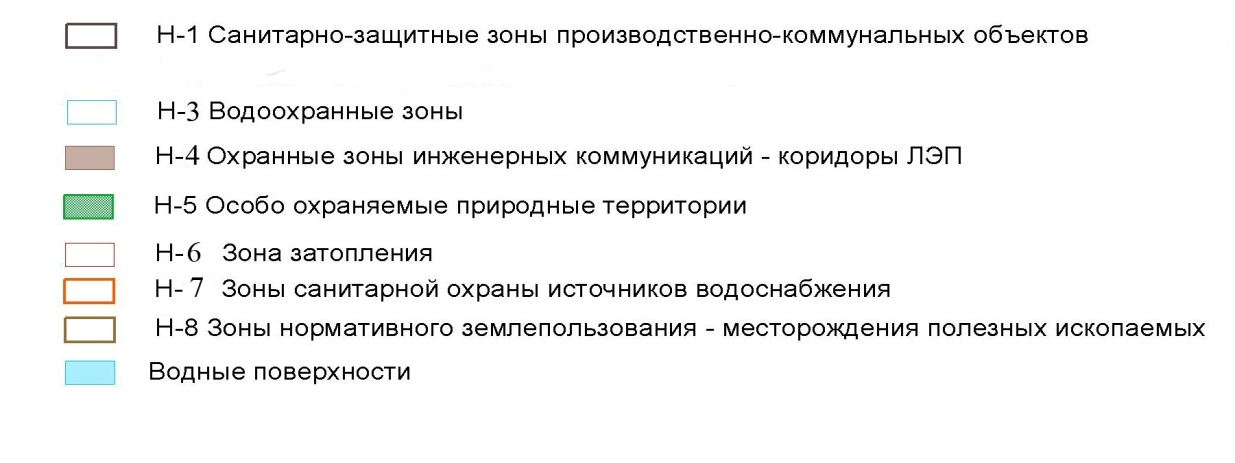 Н-1 Санитарно-защитные зоны производственно-коммунальных объектов
Н-3 Водоохранные зоны
Н-4 Охранные зоны инженерных коммуникаций - коридоры ЛЭП
Н-5 Особо охраняемые природные территории
Н-6 Зона затопления
Н- 7 Зоны санитарной охраны источников водоснабжения
Н-8 Зоны нормативного землепользования - месторождения полезных ископаемых
Водные поверхности